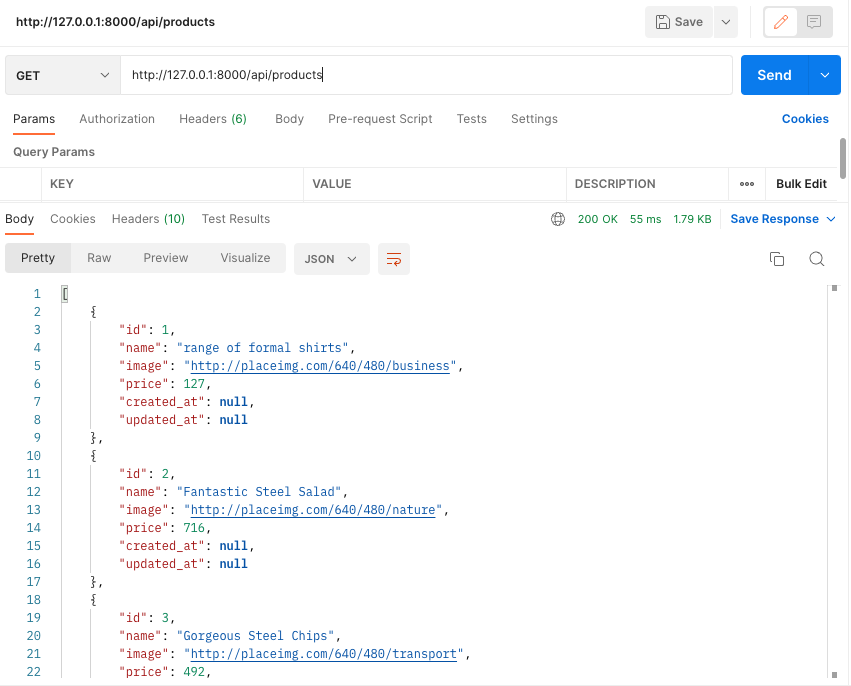 http://127.0.0.1:8000/api/products Save
GET http://127.0.0.1:8000/api/products Send
Params Authorization Headers (6) Body Pre-request Script Tests Settings Cookies
Query Params
KEY VALUE DESCRIPTION ••• Bulk Edit
Body Cookies Headers (10) Test Results 200 OK 55 ms 1.79 KB Save Response
Pretty Raw Preview Visualize JSON
1 [
2 {
3 "id": 1,
4 "name": "range of formal shirts",
5 "image": "http://placeimg.com/640/480/business",
6 "price": 127,
7 "created_at": null,
8 "updated_at": null
9 },
10 {
11 "id": 2,
12 "name": "Fantastic Steel Salad",
13 "image": "http://placeimg.com/640/480/nature",
14 "price": 716,
15 "created_at": null,
16 "updated_at": null
17 },
18 {
19 "id": 3,
20 "name": "Gorgeous Steel Chips",
21 "image": "http://placeimg.com/640/480/transport",
22 "price": 492,